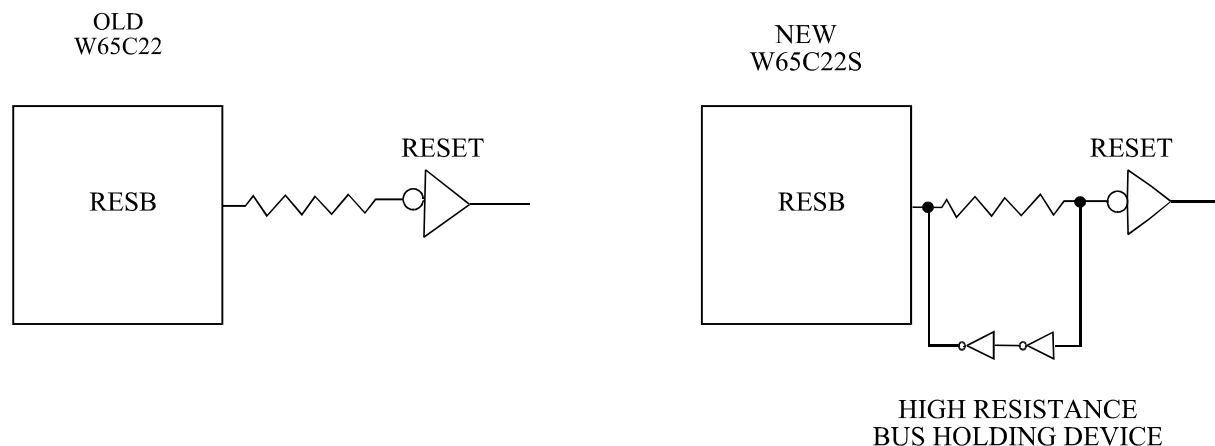 OLD
W65C22
RESB
RESET
NEW
W65C22S
RESB
RESET
HIGH RESISTANCE
BUS HOLDING DEVICE